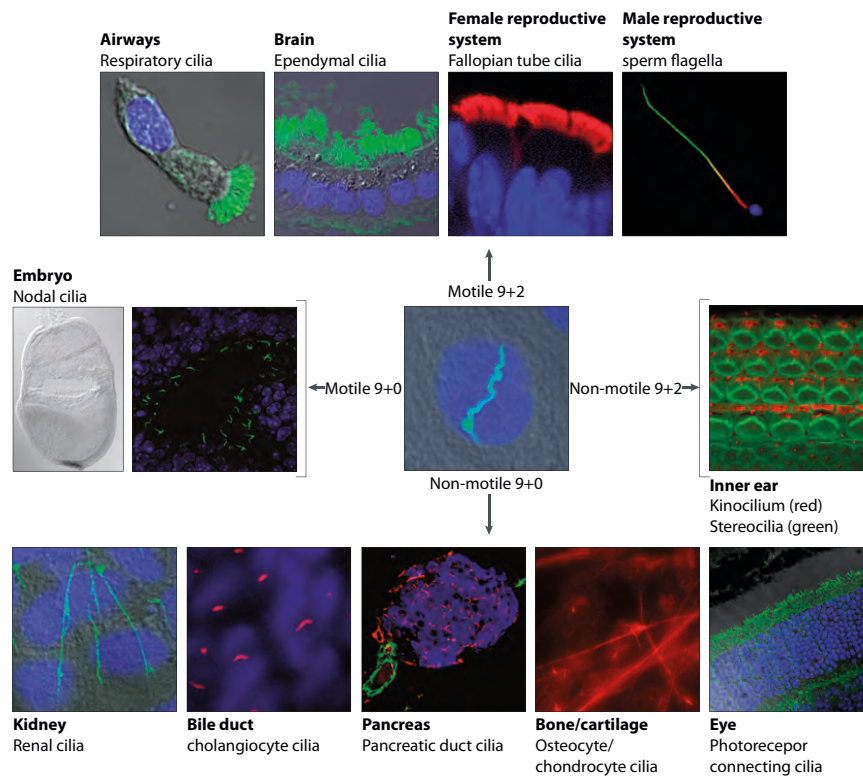 Airways
Respiratory cilia
Brain
Ependymal cilia
Female reproductive
system
Fallopian tube cilia
Male reproductive
system
sperm flagella
Motile 9+2
Embryo
Nodal cilia
Motile 9+0
Non-motile 9+2
Inner ear
Kinocilium (red)
Stereocilia (green)
Non-motile 9+0
Kidney
Renal cilia
Bile duct
cholangiocyte cilia
Pancreas
Pancreatic duct cilia
Bone/cartilage
Osteocyte/
chondrocyte cilia
Eye
Photorecepor
connecting cilia